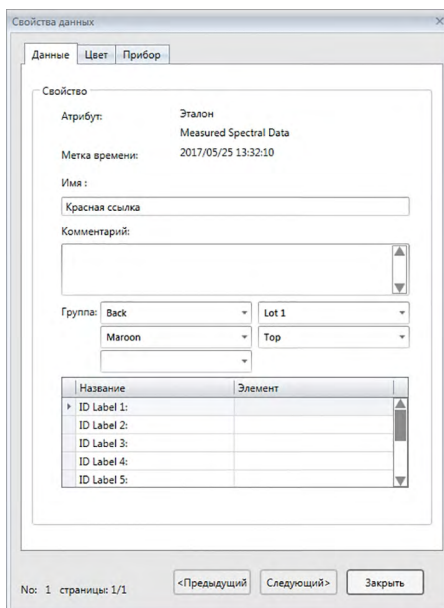 Свойства данных
Данные Цвет Прибор
Свойство
Атрибут: Эталон
Measured Spectral Data
Метка времени: 2017/05/25 13:32:10
Имя :
Красная ссылка
Комментарий:
Группа: Back Lot 1
Maroon Top
Название Элемент
ID Label 1:
ID Label 2:
ID Label 3:
ID Label 4:
ID Label 5:
No: 1 страницы: 1/1 <Предыдущий Следующий> Закрыть